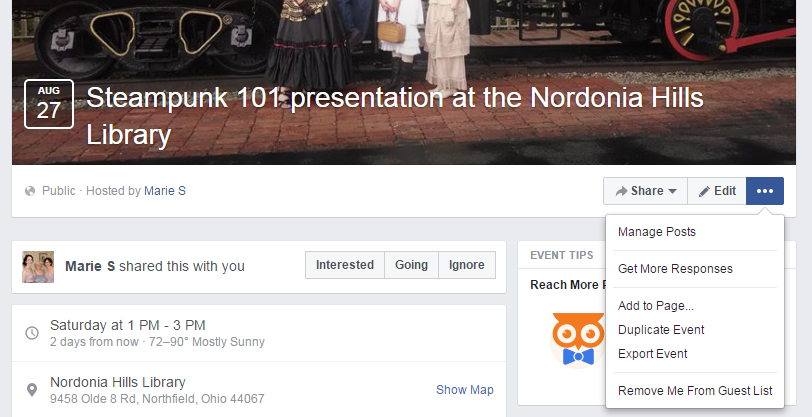 AUG
27
Steampunk 101 presentation at the Nordonia Hills
Library
Public · Hosted by Marie S
Share
Edit
Manage Posts
Get More Responses
Add to Page...
Duplicate Event
Export Event
Remove Me From Guest List
Marie S shared this with you
Interested
Going
Ignore
EVENT TIPS
Reach More
Saturday at 1 PM - 3 PM
2 days from now · 72–90° Mostly Sunny
Nordonia Hills Library
9458 Olde 8 Rd, Northfield, Ohio 44067
Show Map